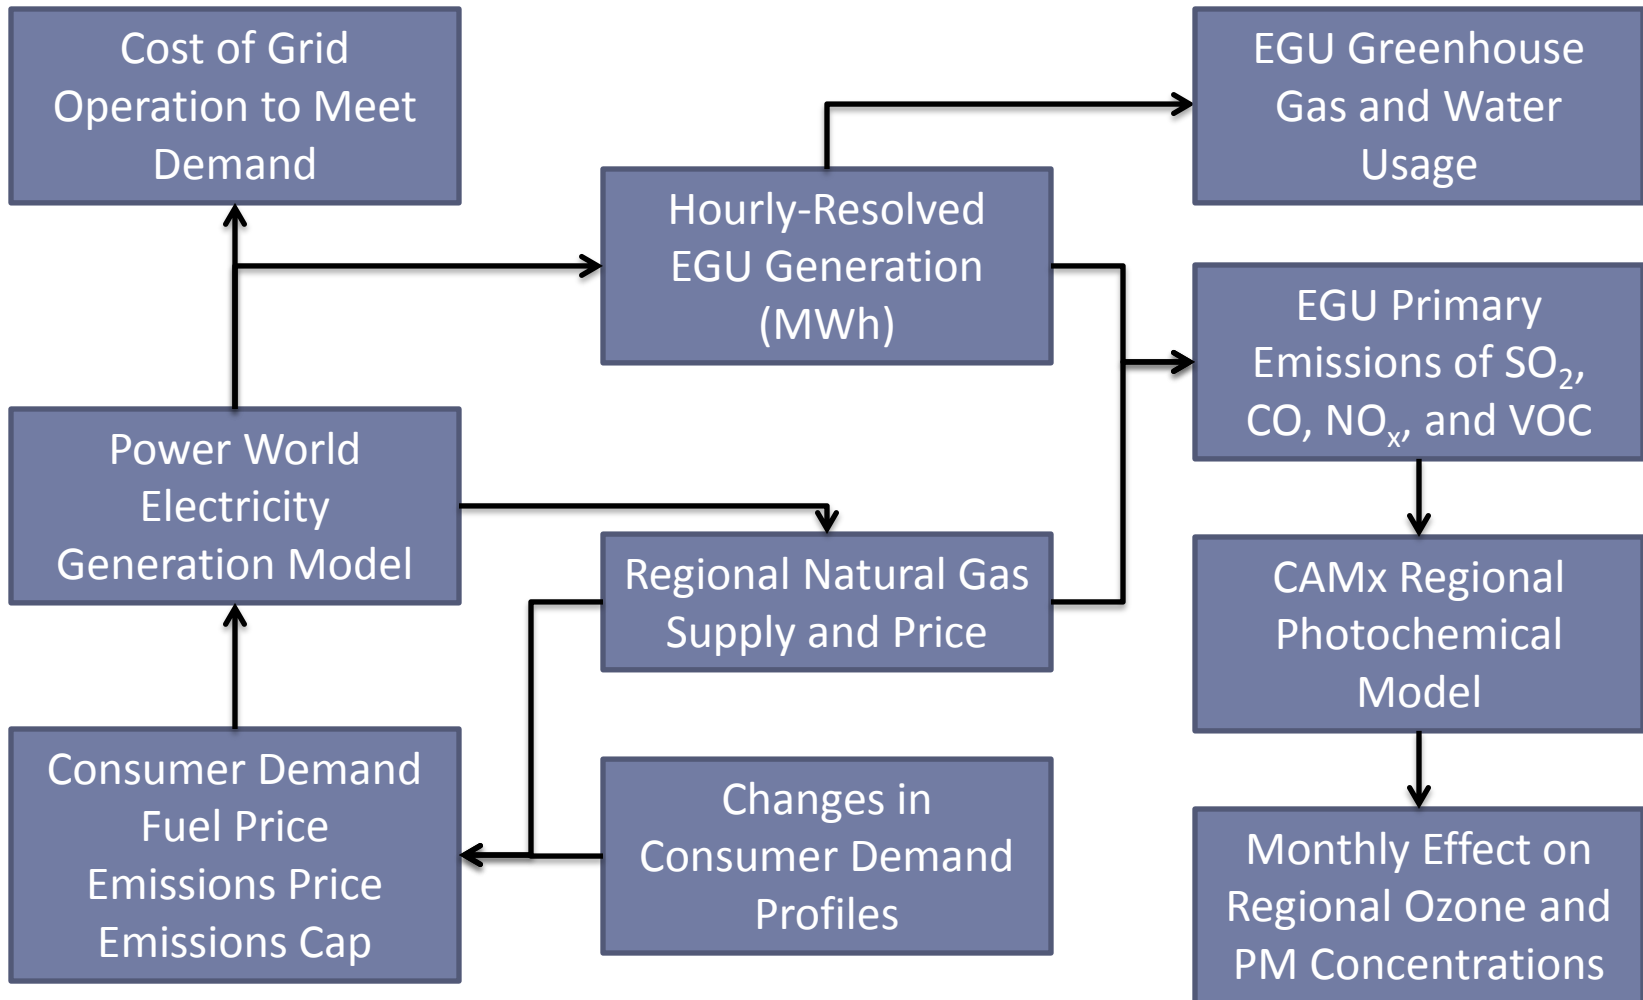 Cost of Grid
Operation to Meet
Demand
EGU Greenhouse
Gas and Water
Usage
Hourly-Resolved
EGU Generation
(MWh)
EGU Primary
Emissions of SO₂,
CO, NOₓ, and VOC
Power World
Electricity
Generation Model
Regional Natural Gas
Supply and Price
CAMx Regional
Photochemical
Model
Consumer Demand
Fuel Price
Emissions Price
Emissions Cap
Changes in
Consumer Demand
Profiles
Monthly Effect on
Regional Ozone and
PM Concentrations